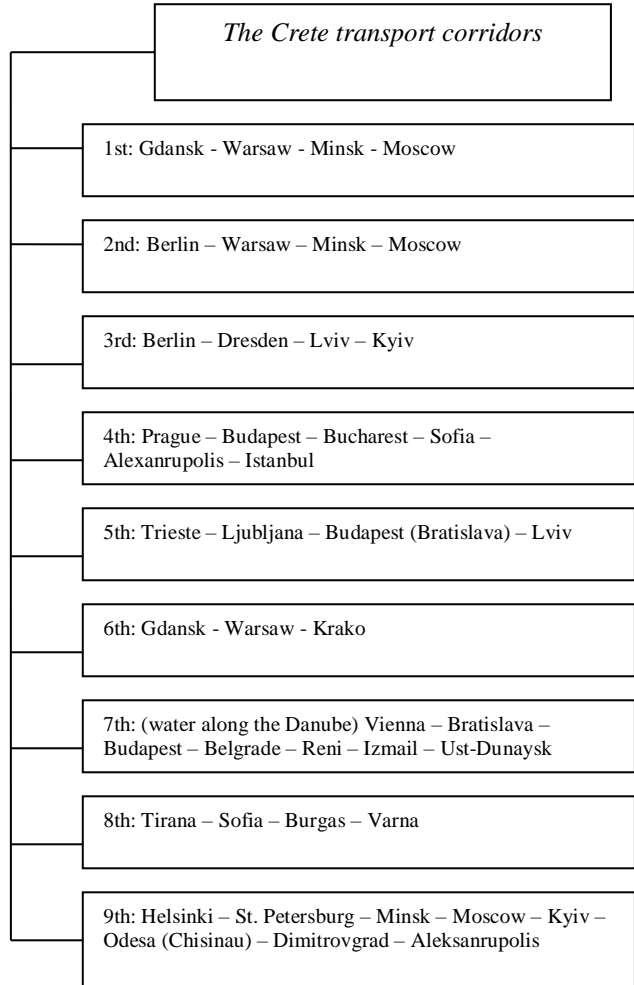 The Crete transport corridors
1st: Gdansk - Warsaw - Minsk - Moscow
2nd: Berlin – Warsaw – Minsk – Moscow
3rd: Berlin – Dresden – Lviv – Kyiv
4th: Prague – Budapest – Bucharest – Sofia –
Alexanrupolis – Istanbul
5th: Trieste – Ljubljana – Budapest (Bratislava) – Lviv
6th: Gdansk - Warsaw - Krako
7th: (water along the Danube) Vienna – Bratislava –
Budapest – Belgrade – Reni – Izmail – Ust-Dunaysk
8th: Tirana – Sofia – Burgas – Varna
9th: Helsinki – St. Petersburg – Minsk – Moscow – Kyiv –
Odesa (Chisinau) – Dimitrovgrad – Aleksanrupolis